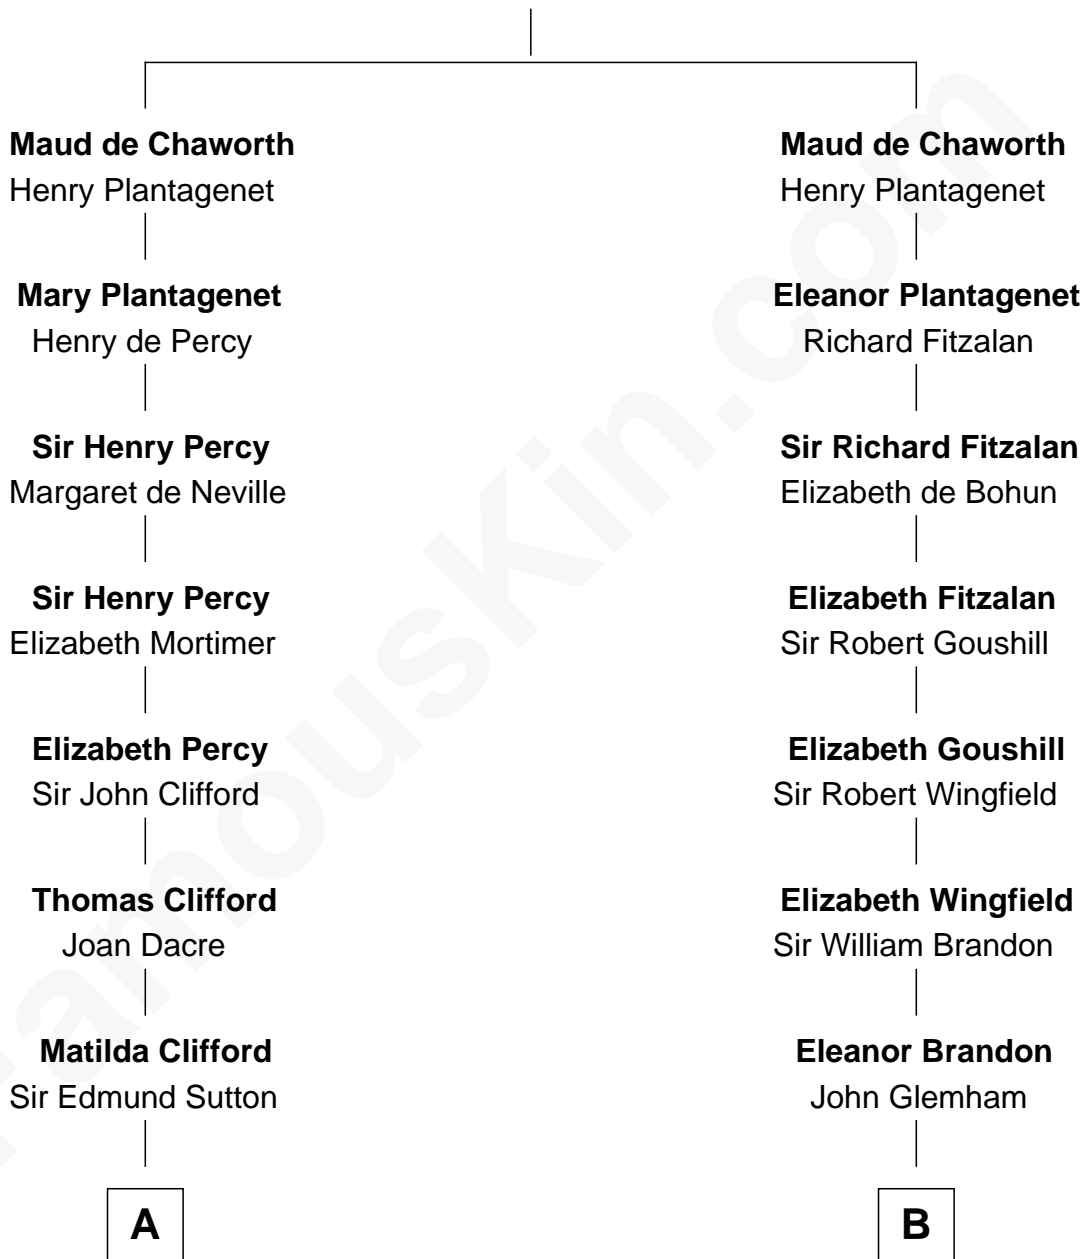 Maud de Chaworth
Henry Plantagenet
Mary Plantagenet
Henry de Percy
Sir Henry Percy
Margaret de Neville
Sir Henry Percy
Elizabeth Mortimer
Elizabeth Percy
Sir John Clifford
Thomas Clifford
Joan Dacre
Matilda Clifford
Sir Edmund Sutton
A
Maud de Chaworth
Henry Plantagenet
Eleanor Plantagenet
Richard Fitzalan
Sir Richard Fitzalan
Elizabeth de Bohun
Elizabeth Fitzalan
Sir Robert Goushill
Elizabeth Goushill
Sir Robert Wingfield
Elizabeth Wingfield
Sir William Brandon
Eleanor Brandon
John Glemham
B
FamousKin.com